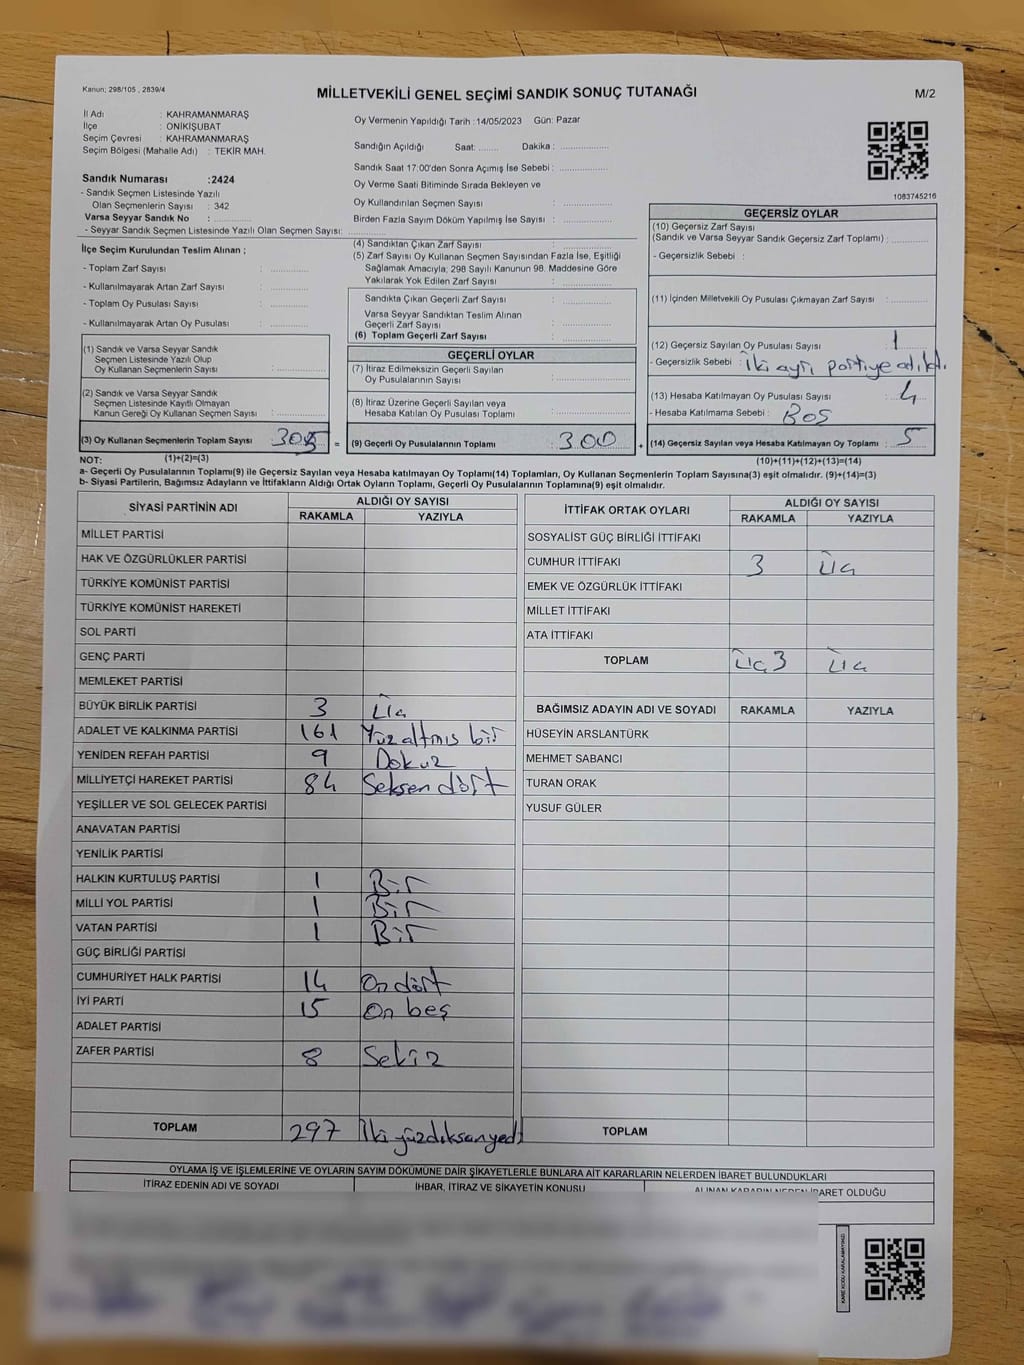 Kanun: 298/105 , 2839/4
MİLLETVEKİLİ GENEL SEÇİMİ SANDIK SONUÇ TUTANAĞI
M/2
İl Adı : KAHRAMANMARAŞ
İlçe : ONİKİŞUBAT
Seçim Çevresi : KAHRAMANMARAŞ
Seçim Bölgesi (Mahalle Adı) : TEKİR MAH.
Oy Vermenin Yapıldığı Tarih :14/05/2023 Gün: Pazar
Sandığın Açıldığı Saat: ........ Dakika : ....................
Sandık Saat 17:00'den Sonra Açımış İse Sebebi : ....................
Oy Verme Saati Bitiminde Sırada Bekleyen ve
Oy Kullandırılan Seçmen Sayısı : ....................
Birden Fazla Sayım Döküm Yapılmış İse Sayısı : ....................
1083745216
Sandık Numarası :2424
- Sandık Seçmen Listesinde Yazılı
Olan Seçmenlerin Sayısı : 342
Varsa Seyyar Sandık No : ....................
- Seyyar Sandık Seçmen Listesinde Yazılı Olan Seçmen Sayısı: ....................
İlçe Seçim Kurulundan Teslim Alınan ;
- Toplam Zarf Sayısı : ....................
- Kullanılmayarak Artan Zarf Sayısı : ....................
- Toplam Oy Pusulası Sayısı : ....................
- Kullanılmayarak Artan Oy Pusulası : ....................
(1) Sandık ve Varsa Seyyar Sandık
Seçmen Listesinde Yazılı Olup
Oy Kullanan Seçmenlerin Sayısı : ....................
(2) Sandık ve Varsa Seyyar Sandık
Seçmen Listesinde Kayıtlı Olmayan
Kanun Gereği Oy Kullanan Seçmen Sayısı : ....................
(3) Oy Kullanan Seçmenlerin Toplam Sayısı 305 =
(4) Sandıktan Çıkan Zarf Sayısı : ....................
(5) Zarf Sayısı Oy Kullanan Seçmen Sayısından Fazla İse, Eşitliği
Sağlamak Amacıyla; 298 Sayılı Kanunun 98. Maddesine Göre
Yakılarak Yok Edilen Zarf Sayısı : ....................
Sandıkta Çıkan Geçerli Zarf Sayısı : ....................
Varsa Seyyar Sandıktan Teslim Alınan
Geçerli Zarf Sayısı : ....................
(6) Toplam Geçerli Zarf Sayısı : ....................
GEÇERLİ OYLAR
(7) İtiraz Edilmeksizin Geçerli Sayılan
Oy Pusulalarının Sayısı : ....................
(8) İtiraz Üzerine Geçerli Sayılan veya
Hesaba Katılan Oy Pusulası Toplamı : ....................
(9) Geçerli Oy Pusulalarının Toplamı 300 +
GEÇERSİZ OYLAR
(10) Geçersiz Zarf Sayısı
(Sandık ve Varsa Seyyar Sandık Geçersiz Zarf Toplamı) : ............
- Geçersizlik Sebebi :
(11) İçinden Milletvekili Oy Pusulası Çıkmayan Zarf Sayısı : ............
(12) Geçersiz Sayılan Oy Pusulası Sayısı : 1
- Geçersizlik Sebebi : İki ayrı partiye atıldı.
(13) Hesaba Katılmayan Oy Pusulası Sayısı : 4
- Hesaba Katılmama Sebebi : BOŞ
(14) Geçersiz Sayılan veya Hesaba Katılmayan Oy Toplamı : 5
NOT: (1)+(2)=(3)
(10)+(11)+(12)+(13)=(14)
a- Geçerli Oy Pusulalarının Toplamı(9) ile Geçersiz Sayılan veya Hesaba katılmayan Oy Toplamı(14) Toplamları, Oy Kullanan Seçmenlerin Toplam Sayısına(3) eşit olmalıdır. (9)+(14)=(3)
b- Siyasi Partilerin, Bağımsız Adayların ve İttifakların Aldığı Ortak Oyların Toplamı, Geçerli Oy Pusulalarının Toplamına(9) eşit olmalıdır.
SİYASİ PARTİNİN ADI
ALDIĞI OY SAYISI
RAKAMLA YAZIYLA
MİLLET PARTİSİ
HAK VE ÖZGÜRLÜKLER PARTİSİ
TÜRKİYE KOMÜNİST PARTİSİ
TÜRKİYE KOMÜNİST HAREKETİ
SOL PARTİ
GENÇ PARTİ
MEMLEKET PARTİSİ
BÜYÜK BİRLİK PARTİSİ 3 Üç
ADALET VE KALKINMA PARTİSİ 161 Yüzaltmış bir
YENİDEN REFAH PARTİSİ 9 Dokuz
MİLLİYETÇİ HAREKET PARTİSİ 84 Seksen dört
YEŞİLLER VE SOL GELECEK PARTİSİ
ANAVATAN PARTİSİ
YENİLİK PARTİSİ
HALKIN KURTULUŞ PARTİSİ 1 Bir
MİLLİ YOL PARTİSİ 1 Bir
VATAN PARTİSİ 1 Bir
GÜÇ BİRLİĞİ PARTİSİ
CUMHURİYET HALK PARTİSİ 14 On dört
İYİ PARTİ 15 On beş
ADALET PARTİSİ
ZAFER PARTİSİ 8 Sekiz
TOPLAM 297 İki yüzdıksanyedi
İTTİFAK ORTAK OYLARI
ALDIĞI OY SAYISI
RAKAMLA YAZIYLA
SOSYALİST GÜÇ BİRLİĞİ İTTİFAKI
CUMHUR İTTİFAKI 3 Üç
EMEK VE ÖZGÜRLÜK İTTİFAKI
MİLLET İTTİFAKI
ATA İTTİFAKI
TOPLAM Üç 3 Üç
BAĞIMSIZ ADAYIN ADI VE SOYADI RAKAMLA YAZIYLA
HÜSEYİN ARSLANTÜRK
MEHMET SABANCI
TURAN ORAK
YUSUF GÜLER
TOPLAM
OYLAMA İŞ VE İŞLEMLERİNE VE OYLARIN SAYIM DÖKÜMÜNE DAİR ŞİKAYETLERLE BUNLARA AİT KARARLARIN NELERDEN İBARET BULUNDUKLARI
İTİRAZ EDENİN ADI VE SOYADI
İHBAR, İTİRAZ VE ŞİKAYETİN KONUSU
ALINAN KARARIN NEDEN İBARET OLDUĞU
KARE KODU KARALAMAYINIZ!